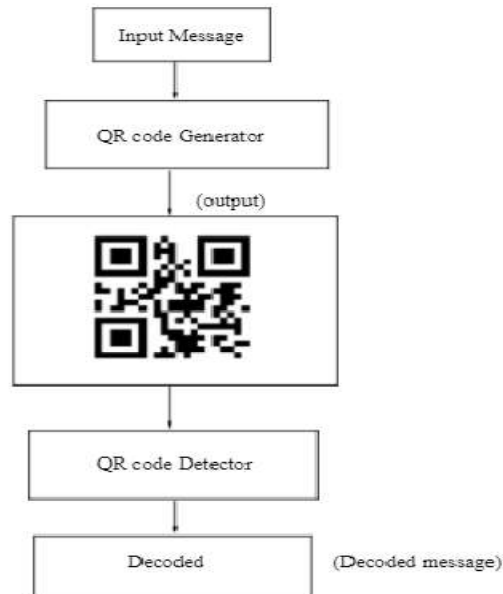 Input Message
QR code Generator
(output)
QR code Detector
Decoded
(Decoded message)